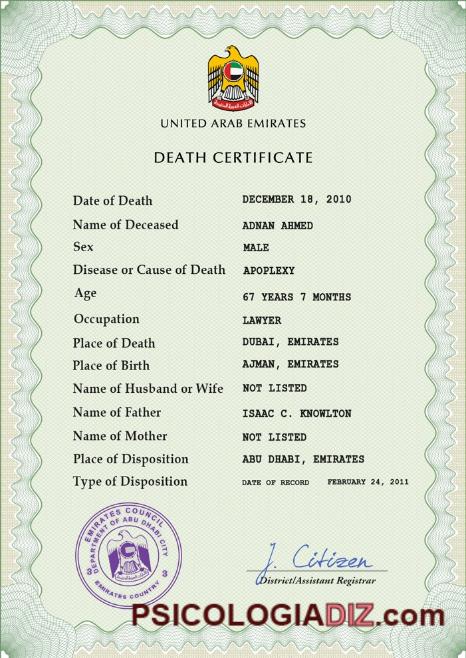 UNITED ARAB EMIRATES
DEATH CERTIFICATE
Date of Death DECEMBER 18, 2010
Name of Deceased ADNAN AHMED
Sex MALE
Disease or Cause of Death APOPLEXY
Age 67 YEARS 7 MONTHS
Occupation LAWYER
Place of Death DUBAI, EMIRATES
Place of Birth AJMAN, EMIRATES
Name of Husband or Wife NOT LISTED
Name of Father ISAAC C. KNOWLTON
Name of Mother NOT LISTED
Place of Disposition ABU DHABI, EMIRATES
Type of Disposition DATE OF RECORD FEBRUARY 24, 2011
EMIRATES COUNCIL
DEPARTMENT OF ABU DHABI CITY
EMIRATES COUNTRY
J. Citizen
District/Assistant Registrar
PSICOLOGIADIZ.com